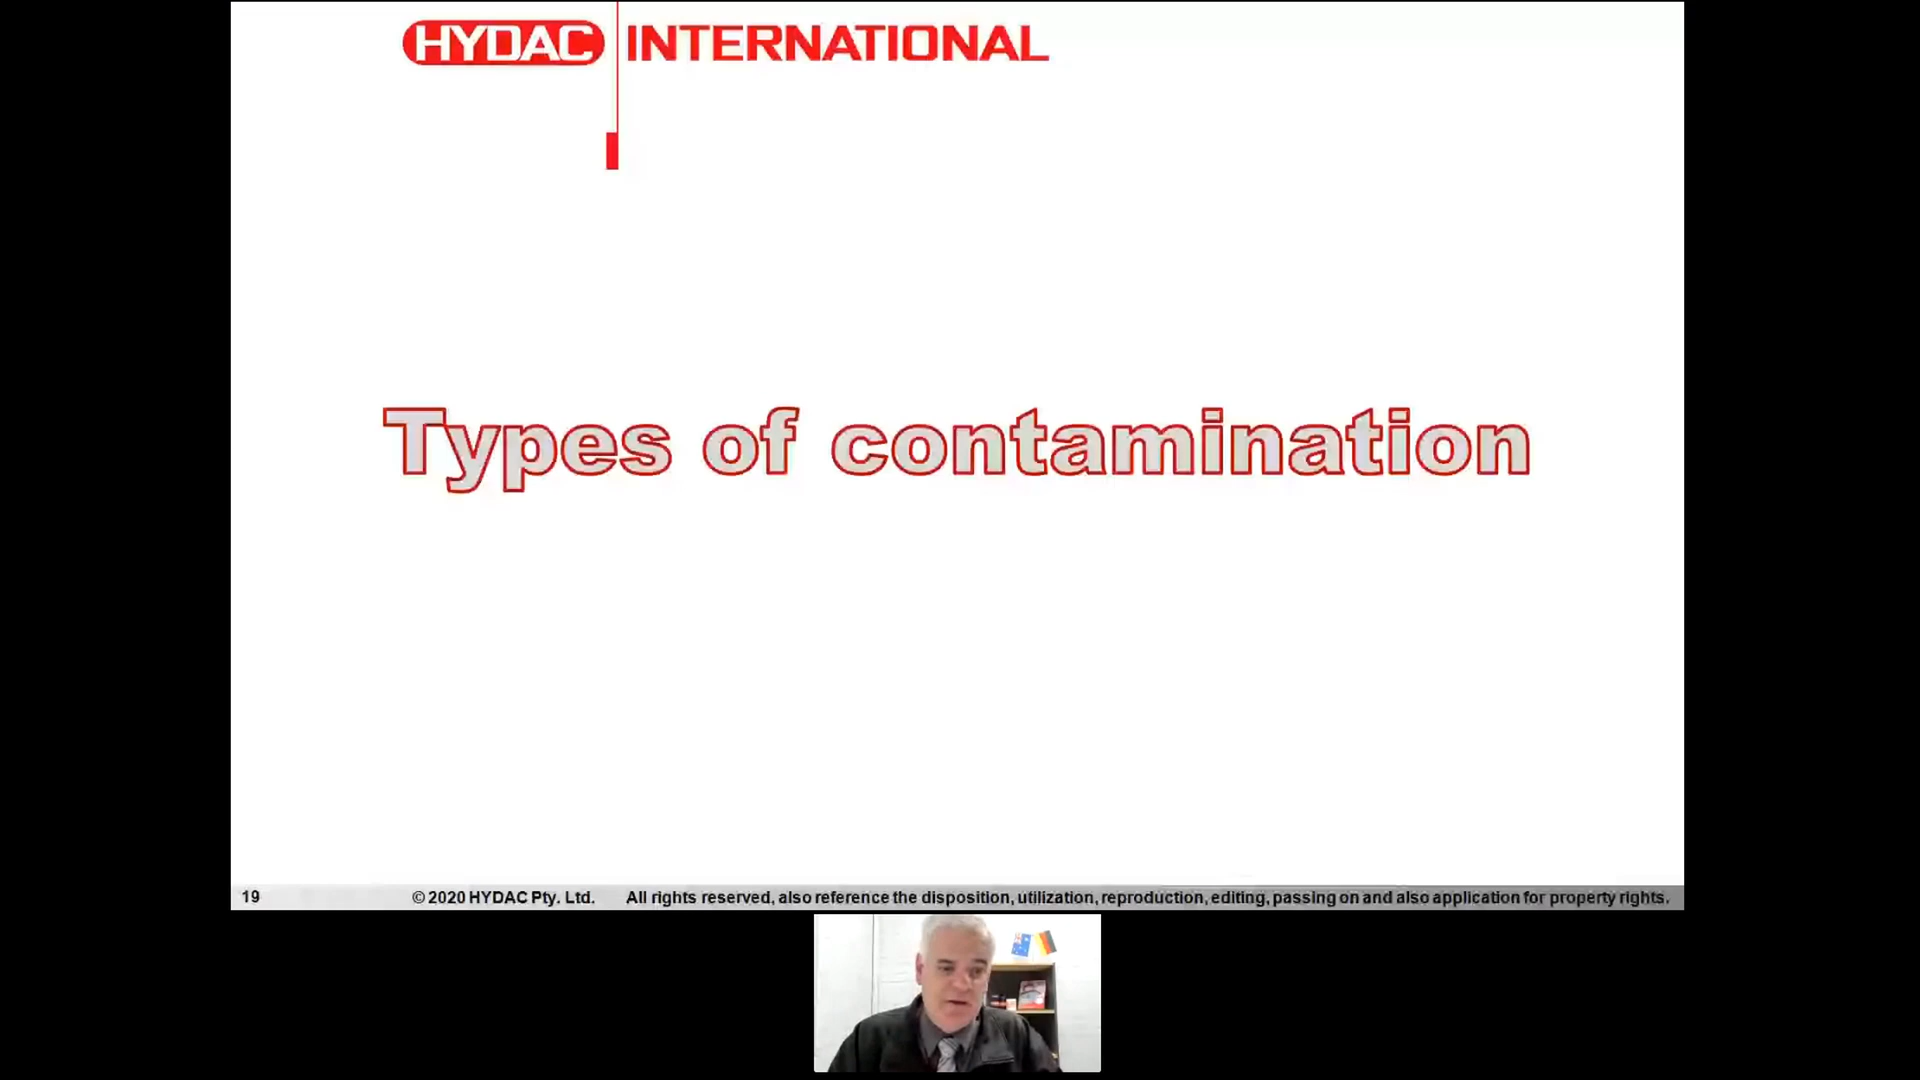 HYDAC INTERNATIONAL
Types of contamination
19 © 2020 HYDAC Pty. Ltd. All rights reserved, also reference the disposition, utilization, reproduction, editing, passing on and also application for property rights.